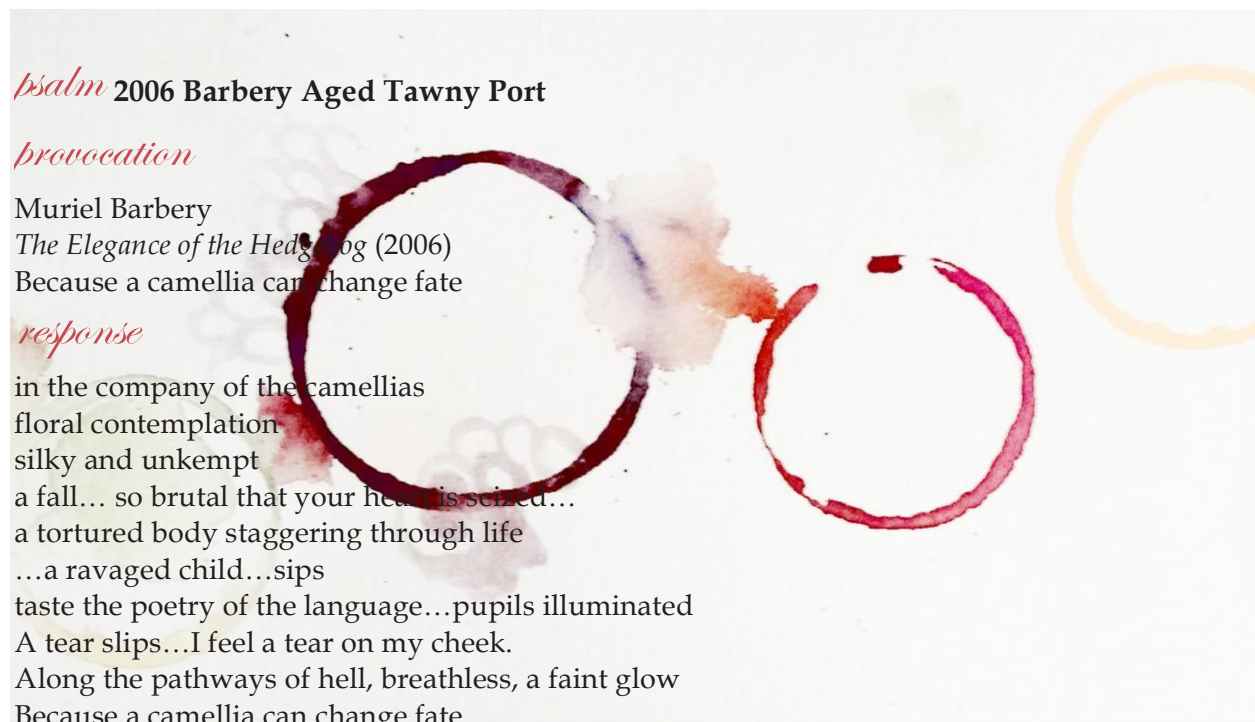 psalm 2006 Barbery Aged Tawny Port
provocation
Muriel Barbery
The Elegance of the Hedgehog (2006)
Because a camellia can change fate
response
in the company of the camellias
floral contemplation
silky and unkempt
a fall… so brutal that your heart is seized…
a tortured body staggering through life
…a ravaged child…sips
taste the poetry of the language…pupils illuminated
A tear slips…I feel a tear on my cheek.
Along the pathways of hell, breathless, a faint glow
Because a camellia can change fate